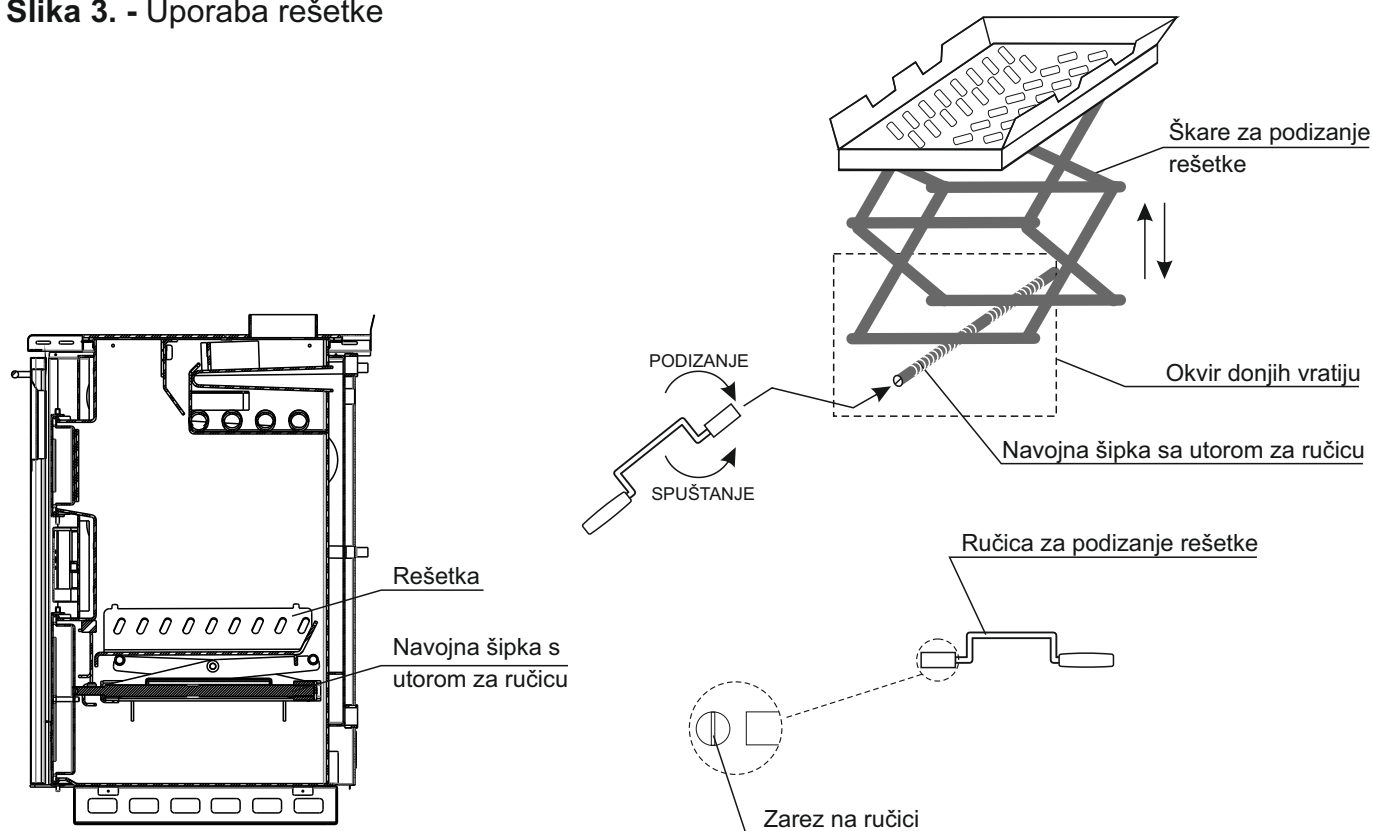 Slika 3. - Uporaba rešetke
Škare za podizanje
rešetke
PODIZANJE
Okvir donjih vratiju
Navojna šipka sa utorom za ručicu
SPUŠTANJE
Ručica za podizanje rešetke
Rešetka
Navojna šipka s
utorom za ručicu
Zarez na ručici